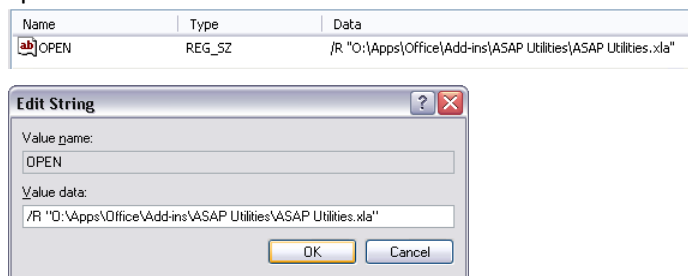 Name Type Data
ab OPEN REG_SZ /R "O:\Apps\Office\Add-ins\ASAP Utilities\ASAP Utilities.xla"
Edit String
Value name:
OPEN
Value data:
/R "O:\Apps\Office\Add-ins\ASAP Utilities\ASAP Utilities.xla"
OK Cancel